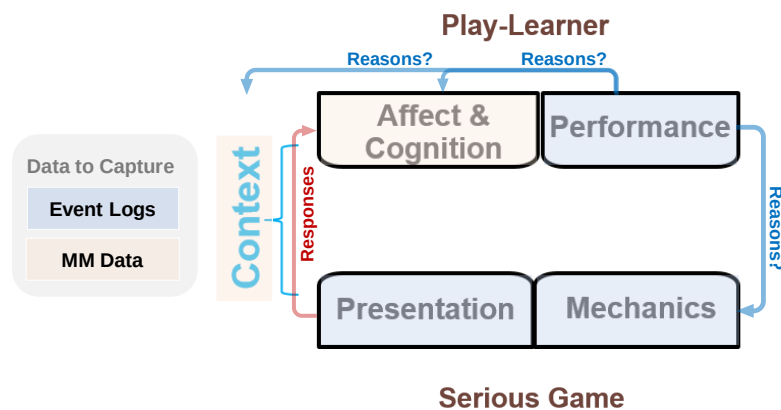 Play-Learner
Reasons?
Reasons?
Affect &
Cognition
Performance
Data to Capture
Event Logs
MM Data
Context
Responses
Reasons?
Presentation
Mechanics
Serious Game